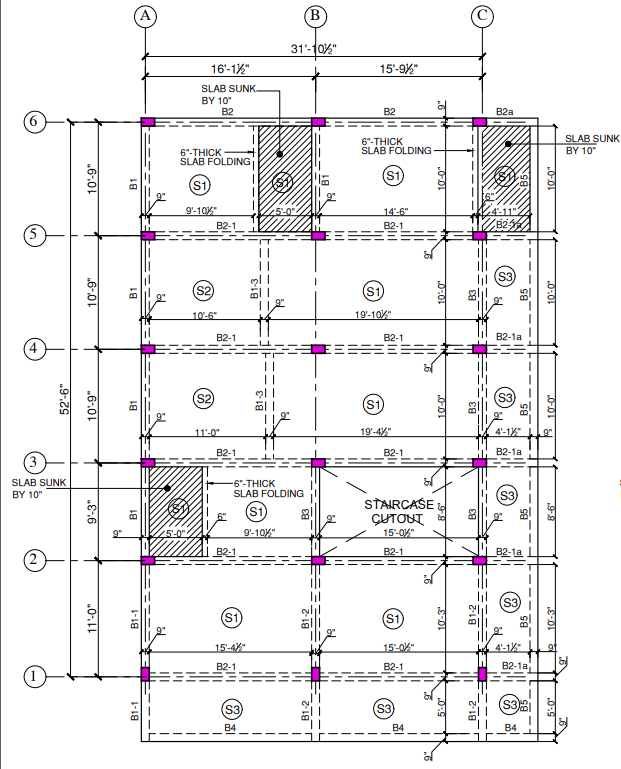 A
B
C
31'-10½"
16'-1½"
15'-9½"
SLAB SUNK
BY 10"
9"
6
B2
B2
B2a
SLAB SUNK
BY 10"
6"-THICK
SLAB FOLDING
6"-THICK
SLAB FOLDING
10'-9"
B1
S1
S1
B1
S1
10'-0"
S1
B5
10'-0"
9"
9"
6"
9'-10½"
5'-0"
14'-6"
4'-11"
5
B2-1
B2-1
B2-1a
9"
10'-9"
B1
S2
B1-3
S1
10'-0"
B3
S3
B5
10'-0"
9"
9"
9"
10'-6"
19'-10½"
4
B2-1
B2-1
B2-1a
9"
52'-6"
10'-9"
B1
S2
B1-3
S1
10'-0"
B3
S3
B5
10'-0"
9"
9"
9"
11'-0"
19'-4½"
4'-1½"
9"
3
B2-1
B2-1
B2-1a
9"
SLAB SUNK
BY 10"
6"-THICK
SLAB FOLDING
9'-3"
B1
S1
S1
B3
STAIRCASE
CUTOUT
8'-6"
S3
B5
8'-6"
6"
9"
9"
9"
5'-0"
9'-10½"
15'-0½"
2
B2-1
B2-1
B2-1a
9"
11'-0"
B1-1
S1
B1-2
S1
10'-3"
B1-2
S3
B5
10'-3"
9"
9"
9"
15'-4½"
15'-0½"
4'-1½"
9"
1
B2-1
B2-1
B2-1a
9"
9"
B1-1
S3
B1-2
S3
5'-0"
B1-2
S3
B5
5'-0"
B4
B4
B4
9"
9"